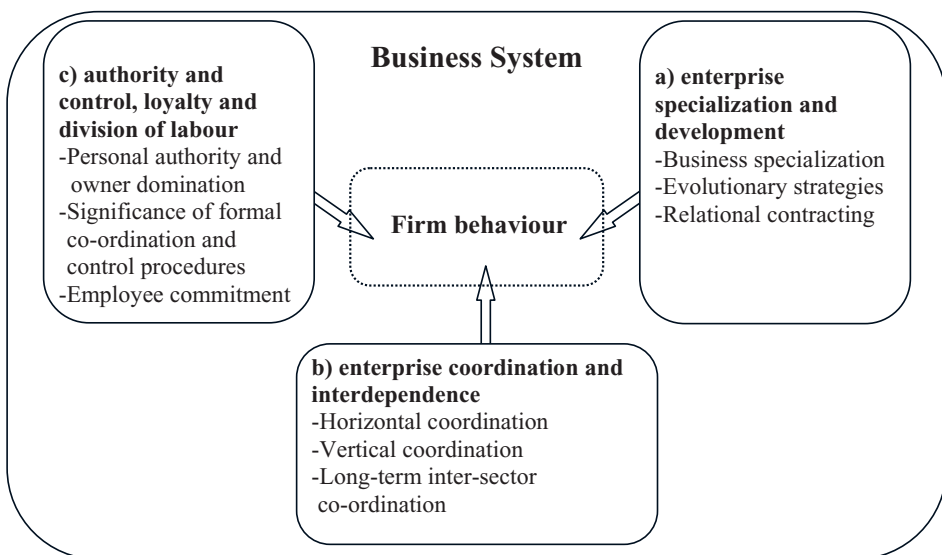 Business System
c) authority and
control, loyalty and
division of labour
-Personal authority and
owner domination
-Significance of formal
co-ordination and
control procedures
-Employee commitment
a) enterprise
specialization and
development
-Business specialization
-Evolutionary strategies
-Relational contracting
Firm behaviour
b) enterprise coordination and
interdependence
-Horizontal coordination
-Vertical coordination
-Long-term inter-sector
co-ordination